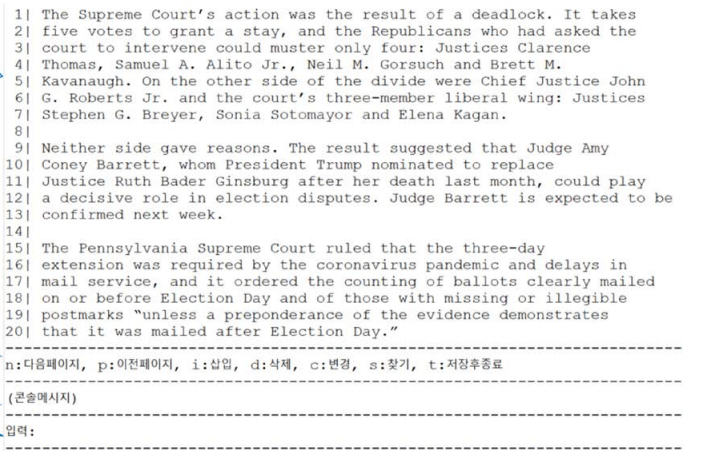 1| The Supreme Court's action was the result of a deadlock. It takes
2| five votes to grant a stay, and the Republicans who had asked the
3| court to intervene could muster only four: Justices Clarence
4| Thomas, Samuel A. Alito Jr., Neil M. Gorsuch and Brett M.
5| Kavanaugh. On the other side of the divide were Chief Justice John
6| G. Roberts Jr. and the court's three-member liberal wing: Justices
7| Stephen G. Breyer, Sonia Sotomayor and Elena Kagan.
8|
9| Neither side gave reasons. The result suggested that Judge Amy
10| Coney Barrett, whom President Trump nominated to replace
11| Justice Ruth Bader Ginsburg after her death last month, could play
12| a decisive role in election disputes. Judge Barrett is expected to be
13| confirmed next week.
14|
15| The Pennsylvania Supreme Court ruled that the three-day
16| extension was required by the coronavirus pandemic and delays in
17| mail service, and it ordered the counting of ballots clearly mailed
18| on or before Election Day and of those with missing or illegible
19| postmarks “unless a preponderance of the evidence demonstrates
20| that it was mailed after Election Day.”
n:다음페이지, p:이전페이지, i:삽입, d:삭제, c:변경, s:찾기, t:저장후종료
(콘솔메시지)
입력: